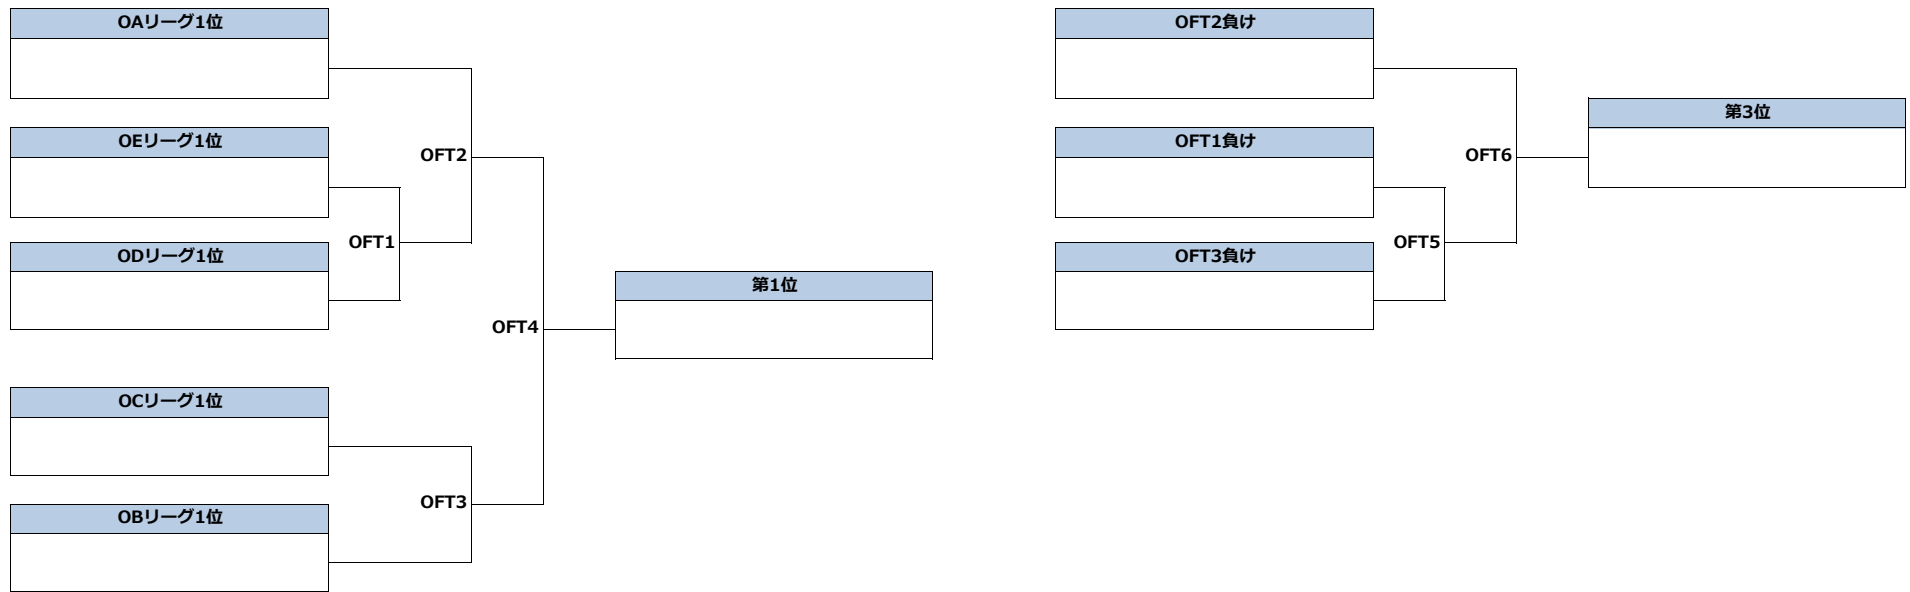 OAリーグ1位
OEリーグ1位
OFT2
ODリーグ1位
OFT1
第1位
OFT4
OCリーグ1位
OFT3
OBリーグ1位
OFT2負け
第3位
OFT1負け
OFT6
OFT3負け
OFT5